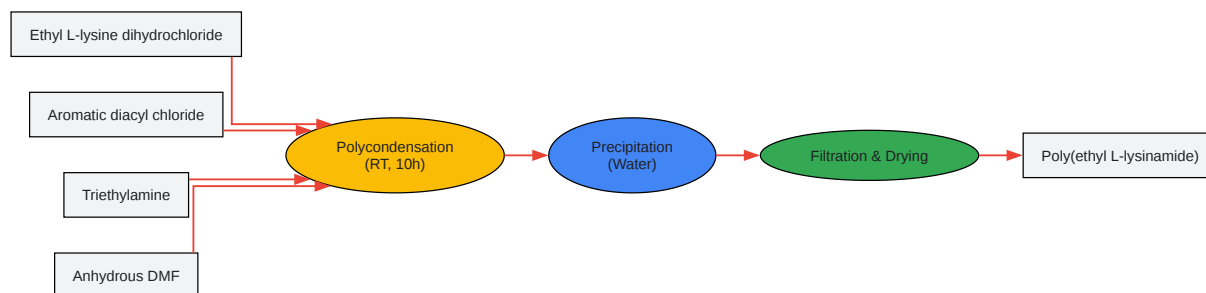 Ethyl L-lysine dihydrochloride
Aromatic diacyl chloride
Triethylamine
Anhydrous DMF
Polycondensation
(RT, 10h)
Precipitation
(Water)
Filtration & Drying
Poly(ethyl L-lysinamide)